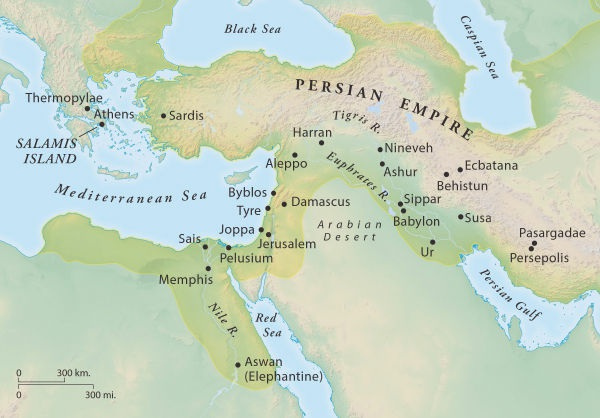 Black Sea
Caspian Sea
PERSIAN EMPIRE
Thermopylae
Athens
Sardis
SALAMIS
ISLAND
Tigris R.
Harran
Nineveh
Aleppo
Ashur
Ecbatana
Behistun
Euphrates R.
Mediterranean Sea
Byblos
Damascus
Sippar
Tyre
Babylon
Susa
Arabian
Desert
Joppa
Jerusalem
Sais
Pelusium
Ur
Pasargadae
Persepolis
Memphis
Persian Gulf
Nile R.
Red
Sea
Aswan
(Elephantine)
0 300 km.
0 300 mi.